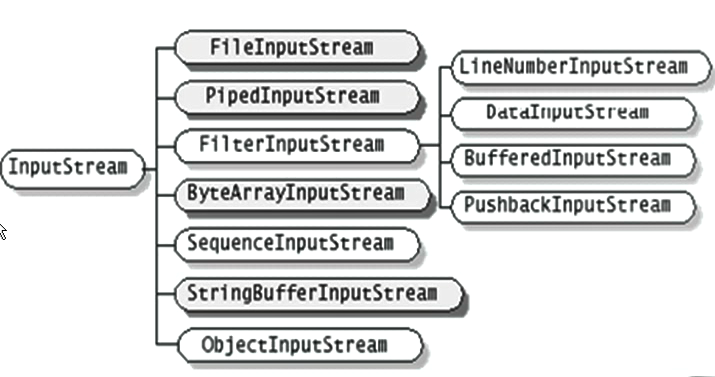 InputStream
FileInputStream
PipedInputStream
FilterInputStream
ByteArrayInputStream
SequenceInputStream
StringBufferInputStream
ObjectInputStream
LineNumberInputStream
DataInputStream
BufferedInputStream
PushbackInputStream